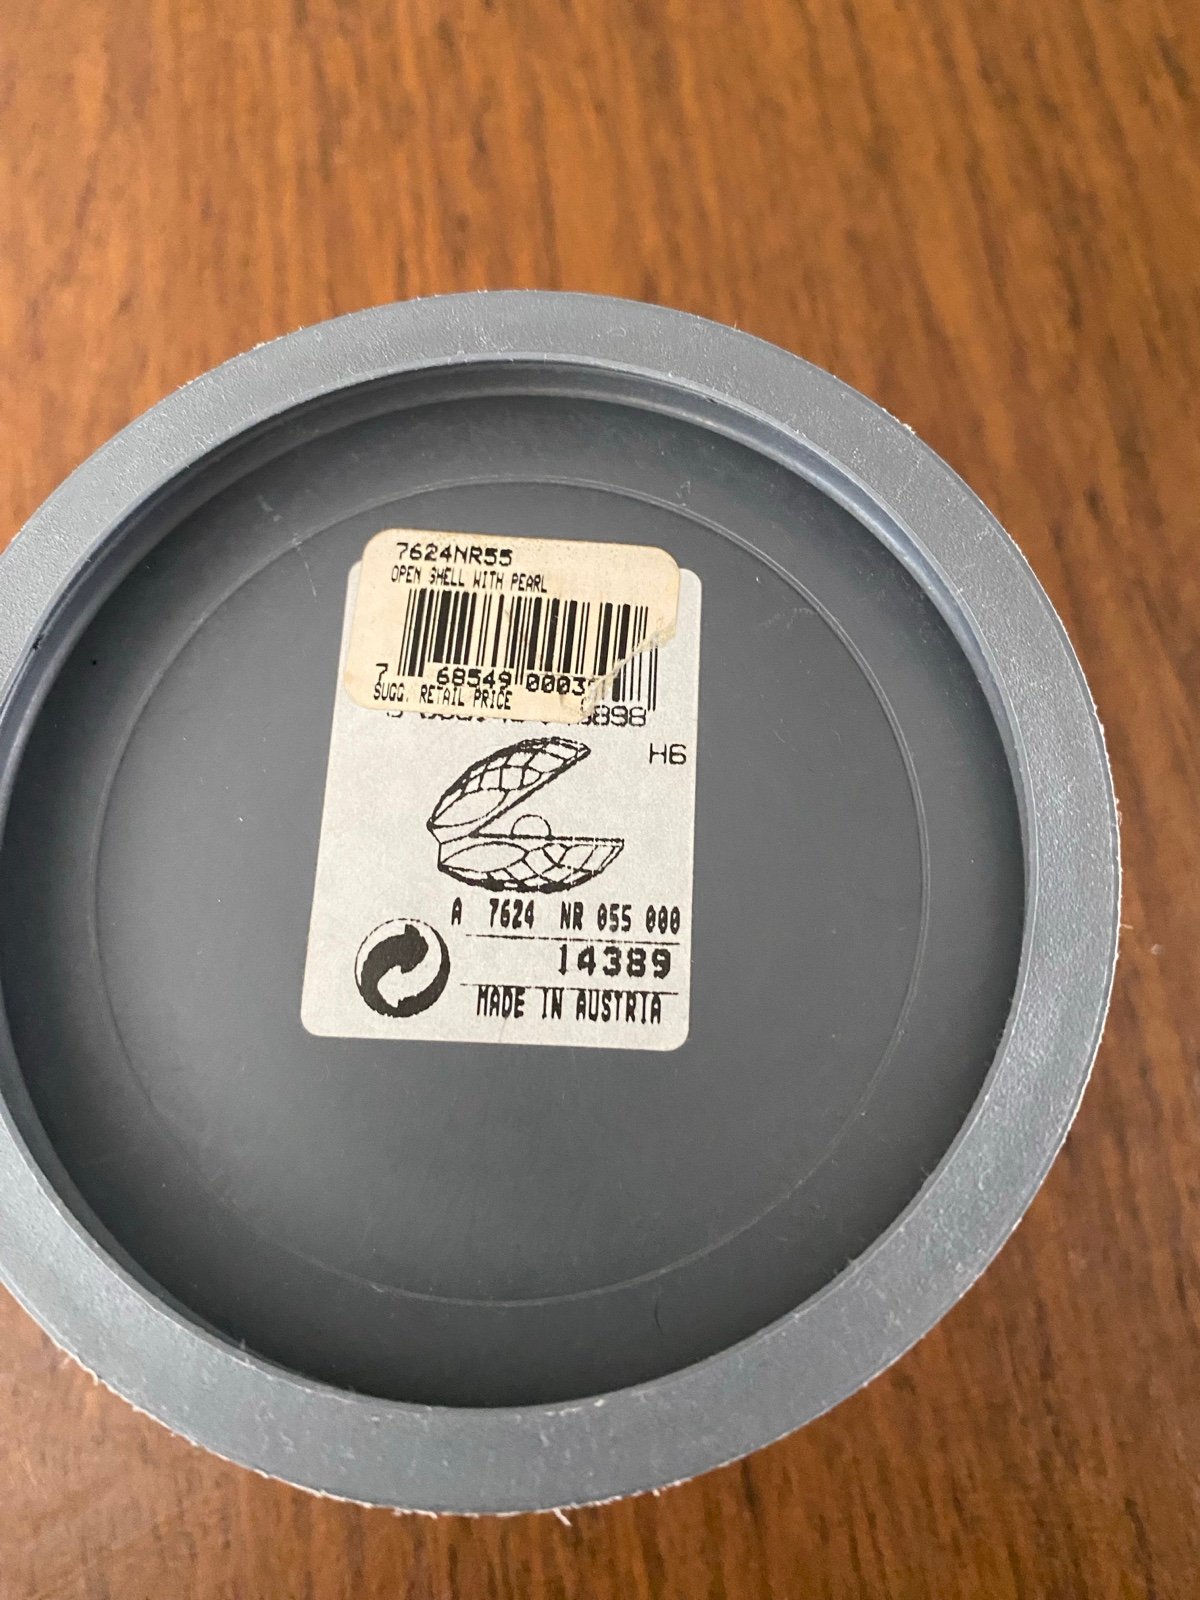 7624NR55
OPEN SHELL WITH PEARL
7 68549 0003
SUGG. RETAIL PRICE
898
H6
A 7624 NR 055 000
14389
MADE IN AUSTRIA